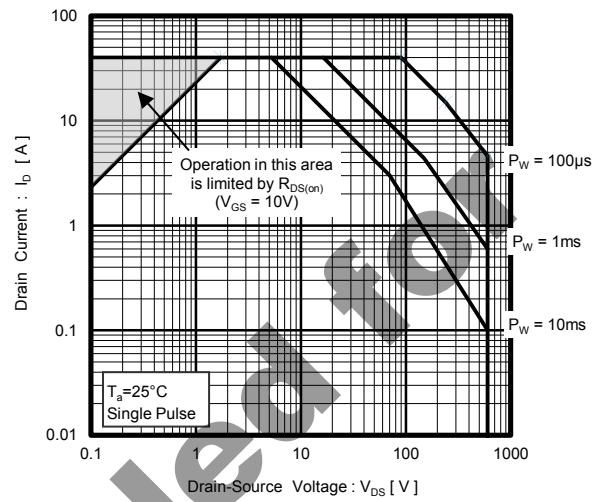 100
10
1
0.1
0.01
Drain Current : I_D [ A ]
Operation in this area
is limited by R_DS(on)
(V_GS = 10V)
P_W = 100µs
P_W = 1ms
P_W = 10ms
T_a=25°C
Single Pulse
0.1 1 10 100 1000
Drain-Source Voltage : V_DS [ V ]